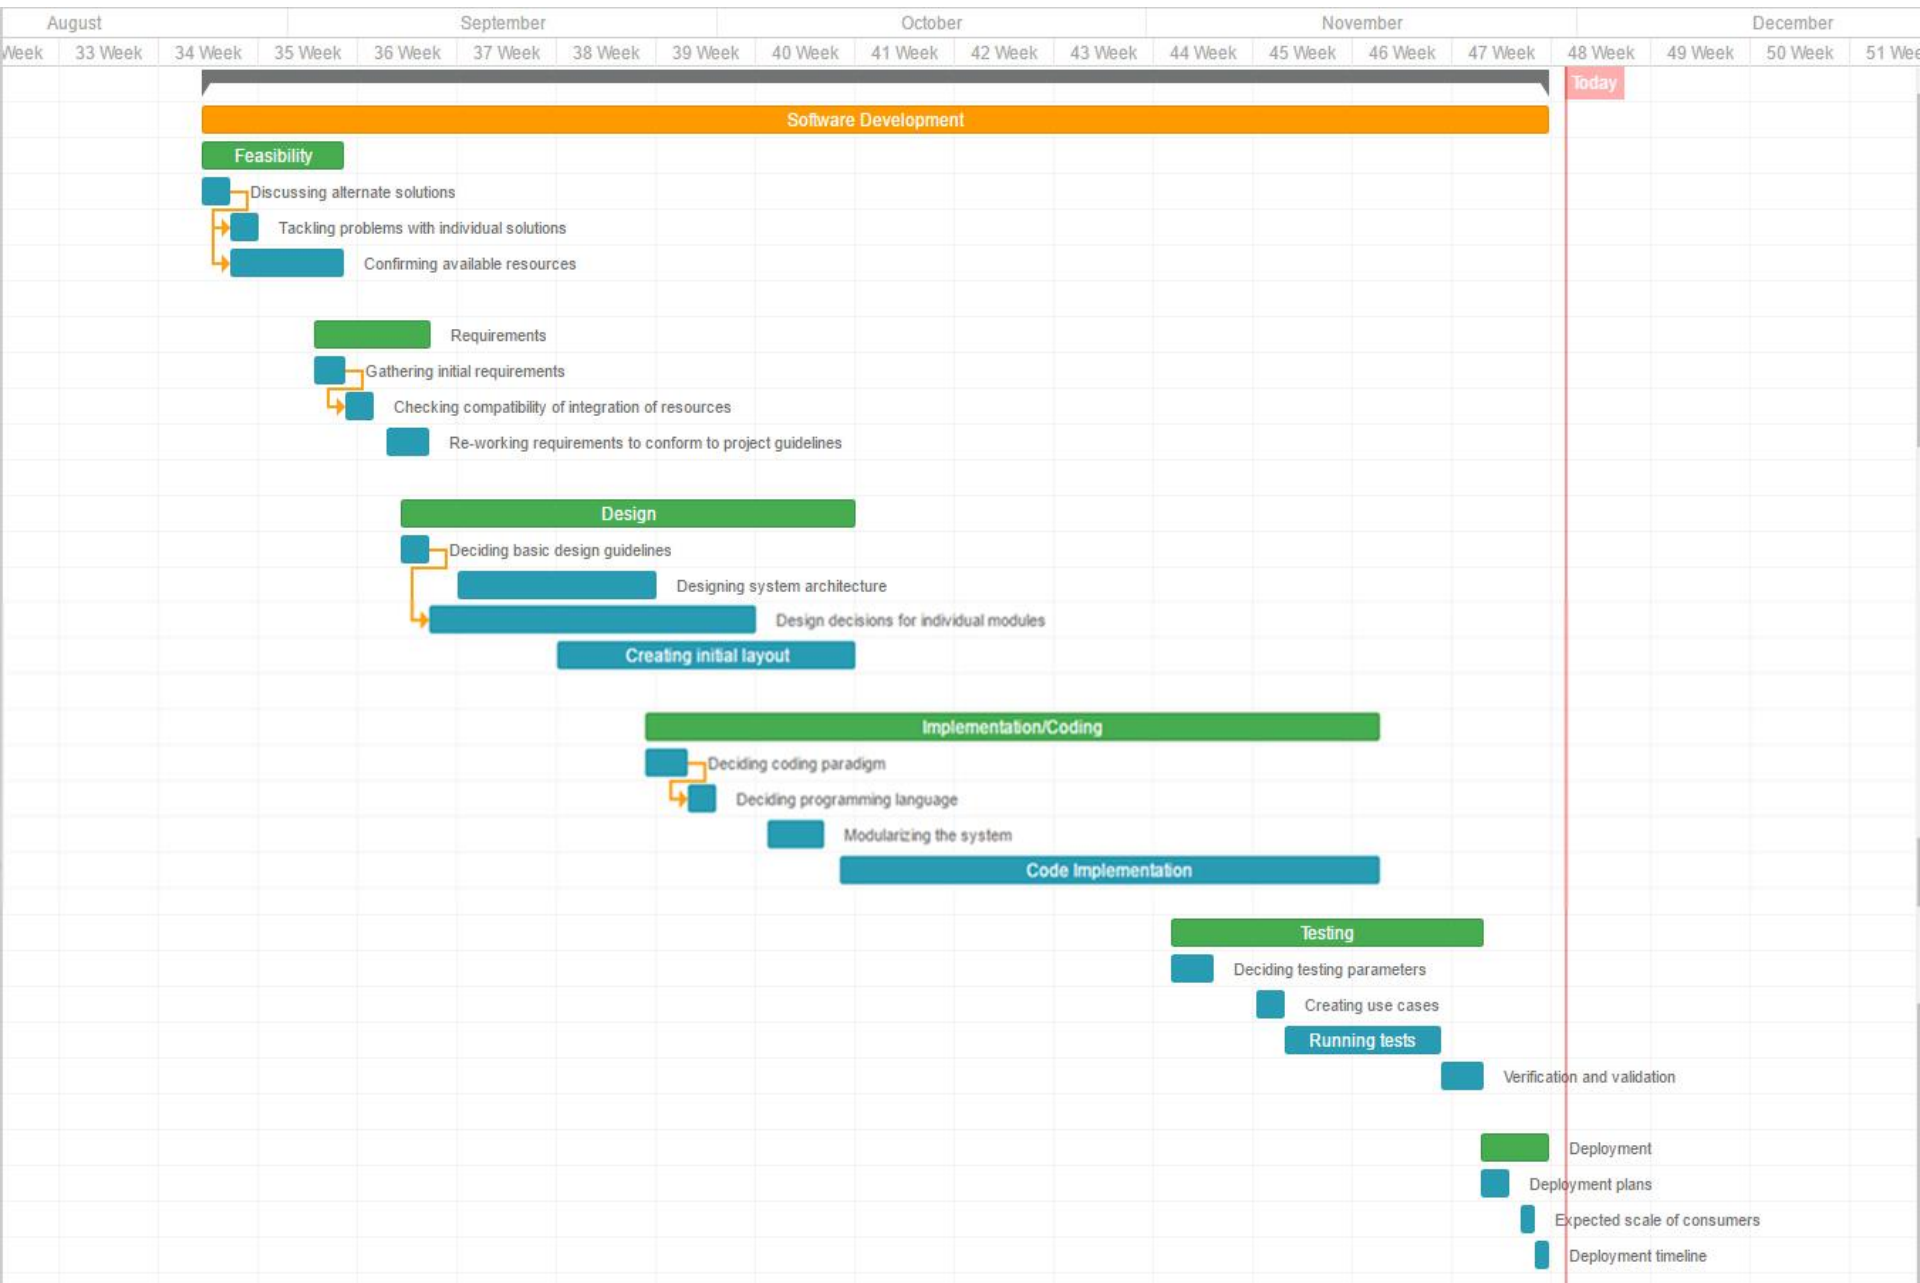 August September October November December
Week 33 Week 34 Week 35 Week 36 Week 37 Week 38 Week 39 Week 40 Week 41 Week 42 Week 43 Week 44 Week 45 Week 46 Week 47 Week 48 Week 49 Week 50 Week 51 Wee
Today
Software Development
Feasibility
Discussing alternate solutions
Tackling problems with individual solutions
Confirming available resources
Requirements
Gathering initial requirements
Checking compatibility of integration of resources
Re-working requirements to conform to project guidelines
Design
Deciding basic design guidelines
Designing system architecture
Design decisions for individual modules
Creating initial layout
Implementation/Coding
Deciding coding paradigm
Deciding programming language
Modularizing the system
Code Implementation
Testing
Deciding testing parameters
Creating use cases
Running tests
Verification and validation
Deployment
Deployment plans
Expected scale of consumers
Deployment timeline